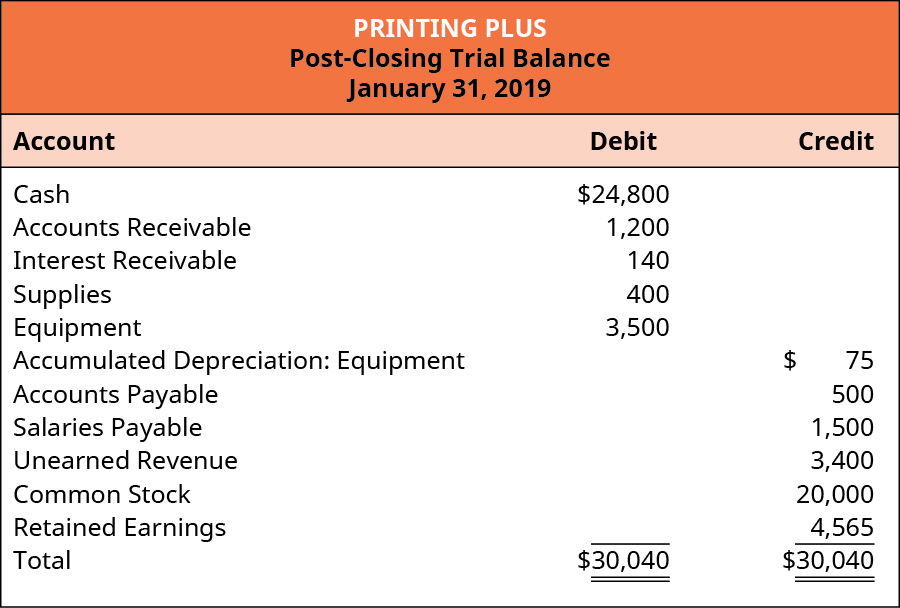 PRINTING PLUS
Post-Closing Trial Balance
January 31, 2019
Account Debit Credit
Cash $24,800
Accounts Receivable 1,200
Interest Receivable 140
Supplies 400
Equipment 3,500
Accumulated Depreciation: Equipment $ 75
Accounts Payable 500
Salaries Payable 1,500
Unearned Revenue 3,400
Common Stock 20,000
Retained Earnings 4,565
Total $30,040 $30,040